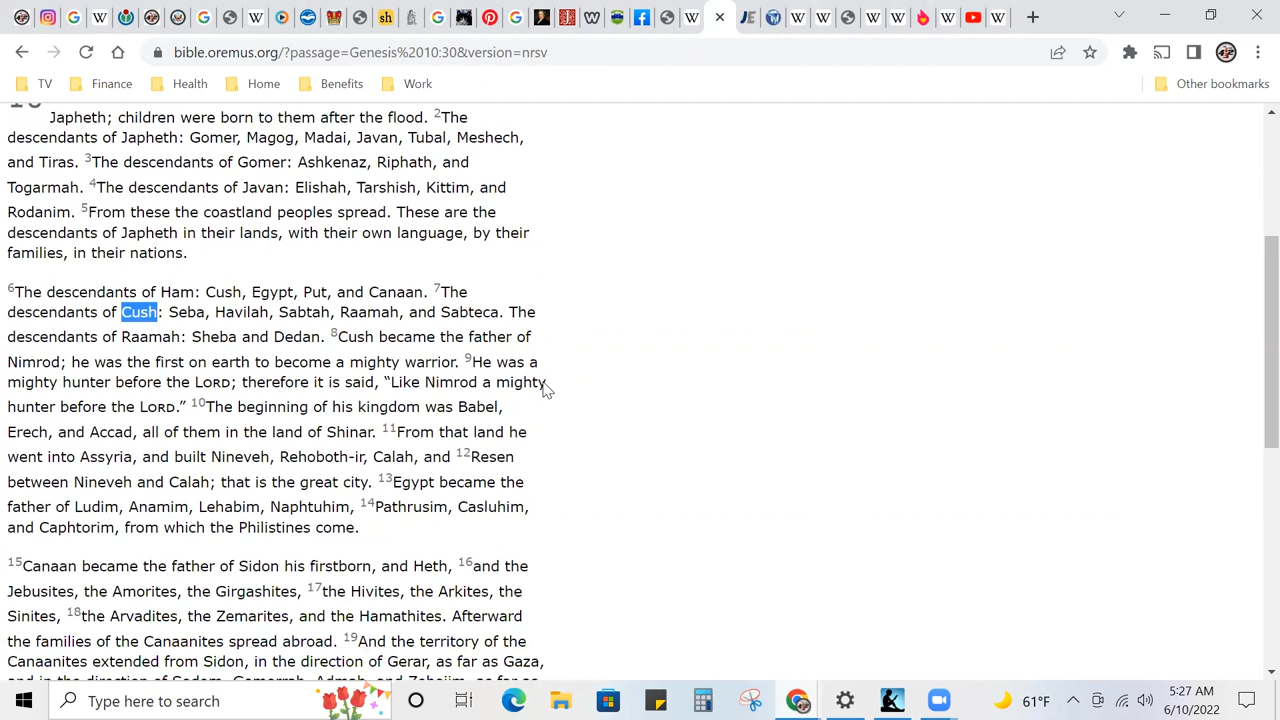 bible.oremus.org/?passage=Genesis%2010:30&version=nrsv
TV Finance Health Home Benefits Work Other bookmarks
Japheth; children were born to them after the flood. 2The
descendants of Japheth: Gomer, Magog, Madai, Javan, Tubal, Meshech,
and Tiras. 3The descendants of Gomer: Ashkenaz, Riphath, and
Togarmah. 4The descendants of Javan: Elishah, Tarshish, Kittim, and
Rodanim. 5From these the coastland peoples spread. These are the
descendants of Japheth in their lands, with their own language, by their
families, in their nations.
6The descendants of Ham: Cush, Egypt, Put, and Canaan. 7The
descendants of Cush: Seba, Havilah, Sabtah, Raamah, and Sabteca. The
descendants of Raamah: Sheba and Dedan. 8Cush became the father of
Nimrod; he was the first on earth to become a mighty warrior. 9He was a
mighty hunter before the LORD; therefore it is said, “Like Nimrod a mighty
hunter before the LORD.” 10The beginning of his kingdom was Babel,
Erech, and Accad, all of them in the land of Shinar. 11From that land he
went into Assyria, and built Nineveh, Rehoboth-ir, Calah, and 12Resen
between Nineveh and Calah; that is the great city. 13Egypt became the
father of Ludim, Anamim, Lehabim, Naphtuhim, 14Pathrusim, Casluhim,
and Caphtorim, from which the Philistines come.
15Canaan became the father of Sidon his firstborn, and Heth, 16and the
Jebusites, the Amorites, the Girgashites, 17the Hivites, the Arkites, the
Sinites, 18the Arvadites, the Zemarites, and the Hamathites. Afterward
the families of the Canaanites spread abroad. 19And the territory of the
Canaanites extended from Sidon, in the direction of Gerar, as far as Gaza,
Type here to search
61°F
5:27 AM
6/10/2022